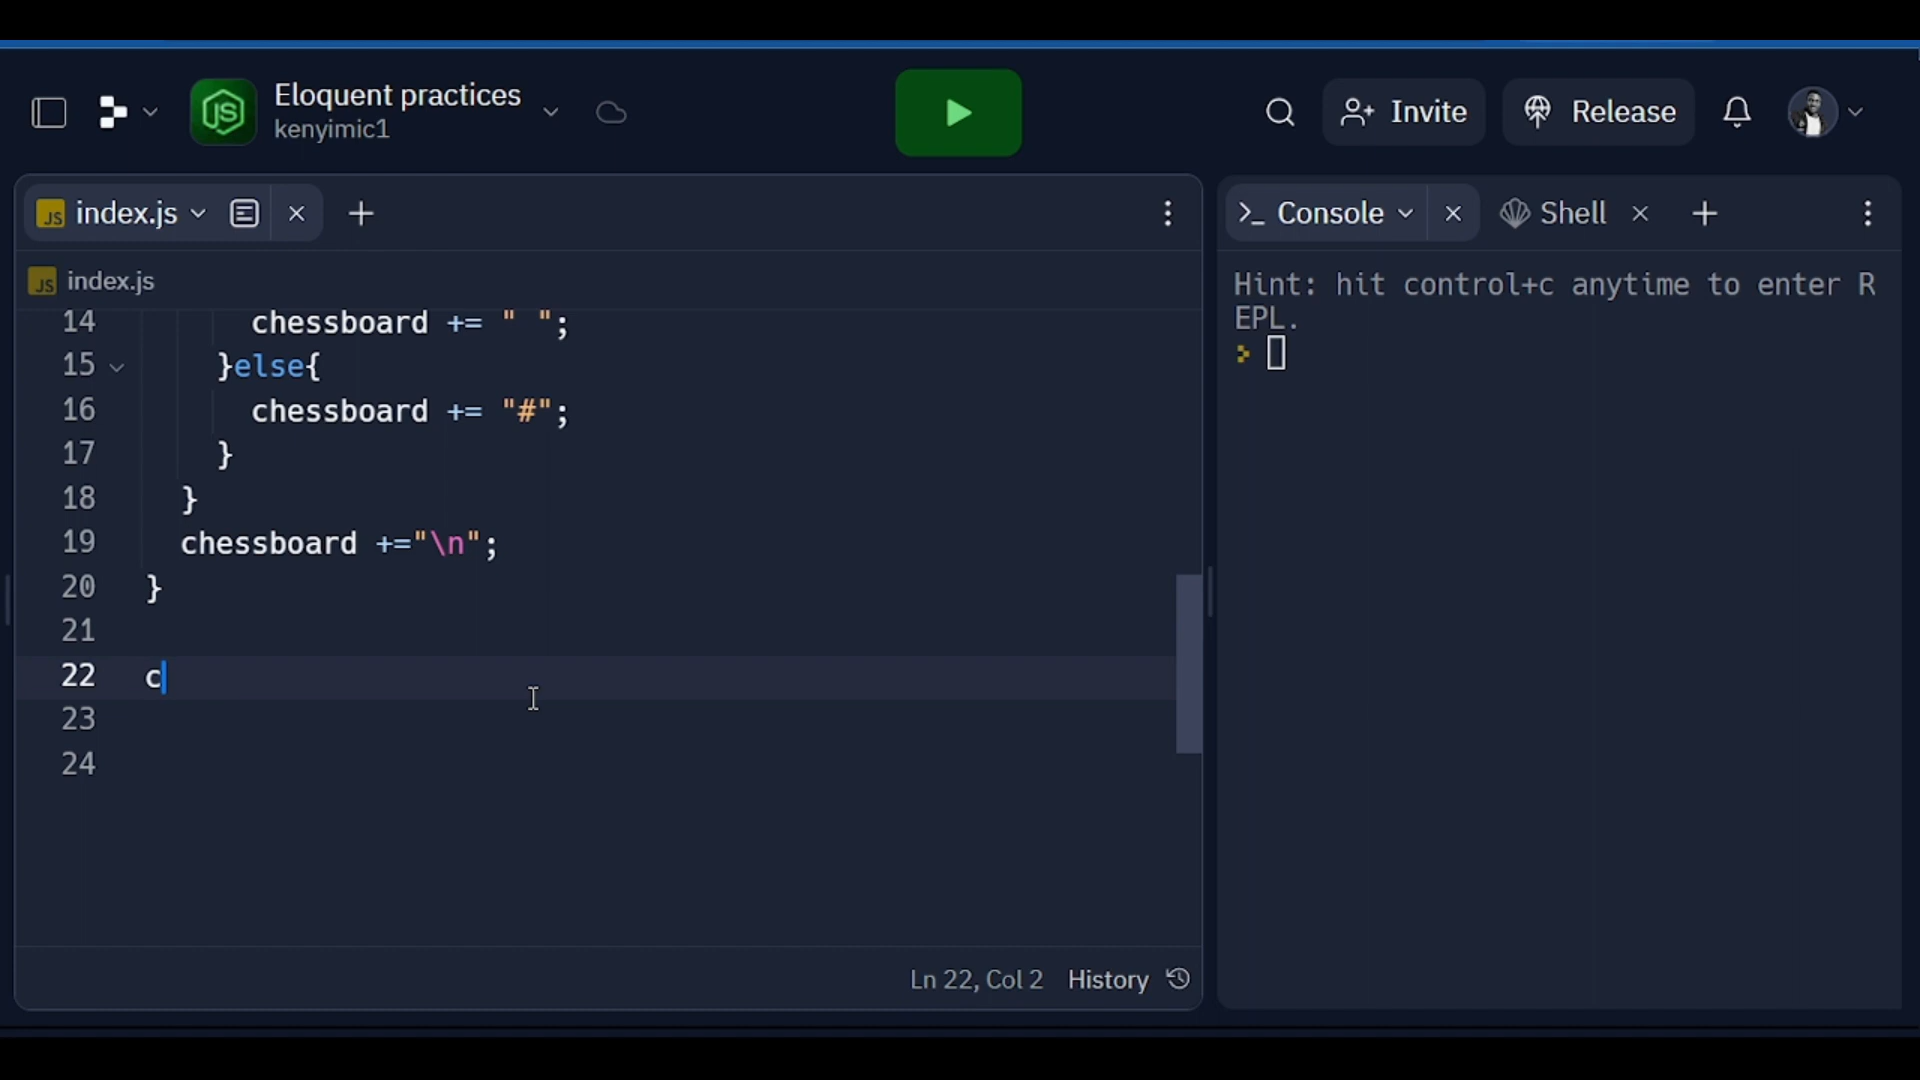 Eloquent practices
kenyimic1
Invite
Release
JS index.js
>_ Console
Shell
JS index.js
Hint: hit control+c anytime to enter R
EPL.
14 chessboard += " ";
15 }else{
16 chessboard += "#";
17 }
18 }
19 chessboard +="\n";
20 }
21
22 c
23
24
Ln 22, Col 2 History